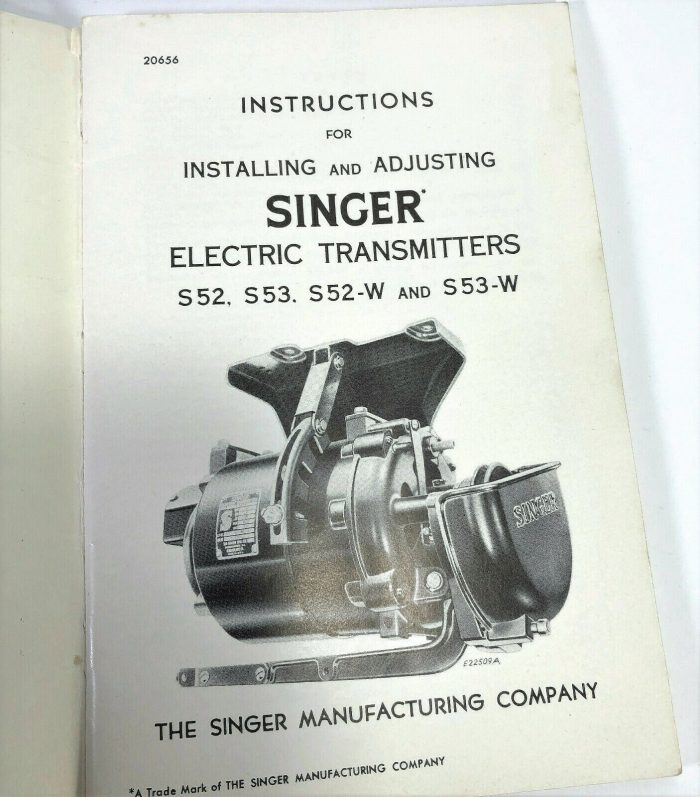 20656
INSTRUCTIONS
FOR
INSTALLING AND ADJUSTING
SINGER*
ELECTRIC TRANSMITTERS
S52, S53, S52-W AND S53-W
SINGER
E22509A
THE SINGER MANUFACTURING COMPANY
*A Trade Mark of THE SINGER MANUFACTURING COMPANY